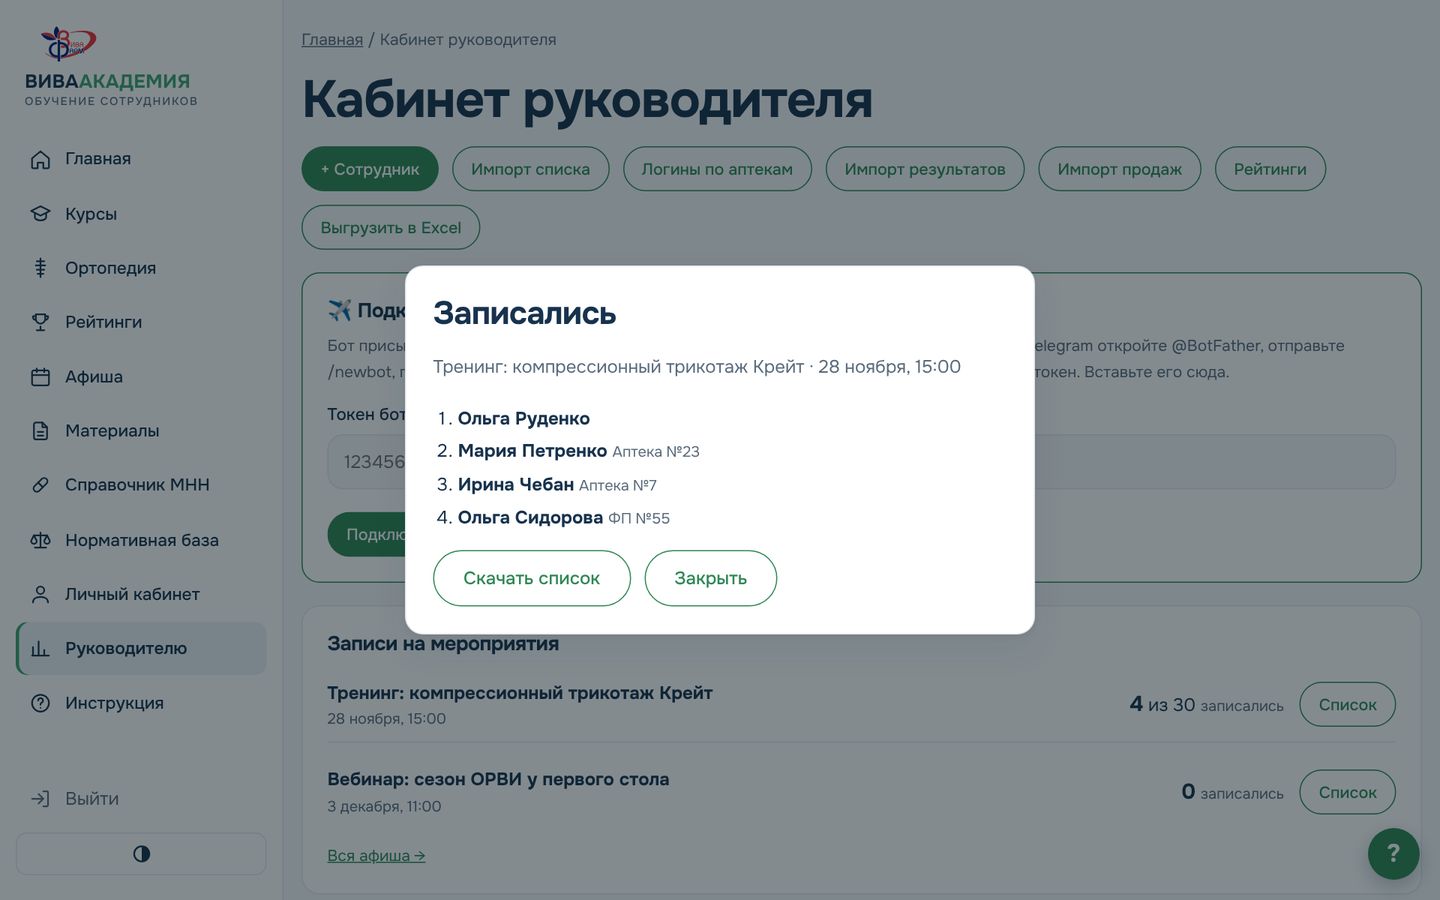 ВИВААКАДЕМИЯ
ОБУЧЕНИЕ СОТРУДНИКОВ
Главная
Курсы
Ортопедия
Рейтинги
Афиша
Материалы
Справочник МНН
Нормативная база
Личный кабинет
Руководителю
Инструкция
Выйти
Главная / Кабинет руководителя
Кабинет руководителя
+ Сотрудник
Импорт списка
Логины по аптекам
Импорт результатов
Импорт продаж
Рейтинги
Выгрузить в Excel
Бот
откройте @BotFather, отправьте
/newbot,
токен. Вставьте его сюда.
Токен
123456
Записались
Тренинг: компрессионный трикотаж Крейт · 28 ноября, 15:00
1. Ольга Руденко
2. Мария Петренко Аптека №23
3. Ирина Чебан Аптека №7
4. Ольга Сидорова ФП №55
Скачать список
Закрыть
Записи на мероприятия
Тренинг: компрессионный трикотаж Крейт
28 ноября, 15:00
4 из 30 записались
Список
Вебинар: сезон ОРВИ у первого стола
3 декабря, 11:00
0 записались
Список
Вся афиша →
?